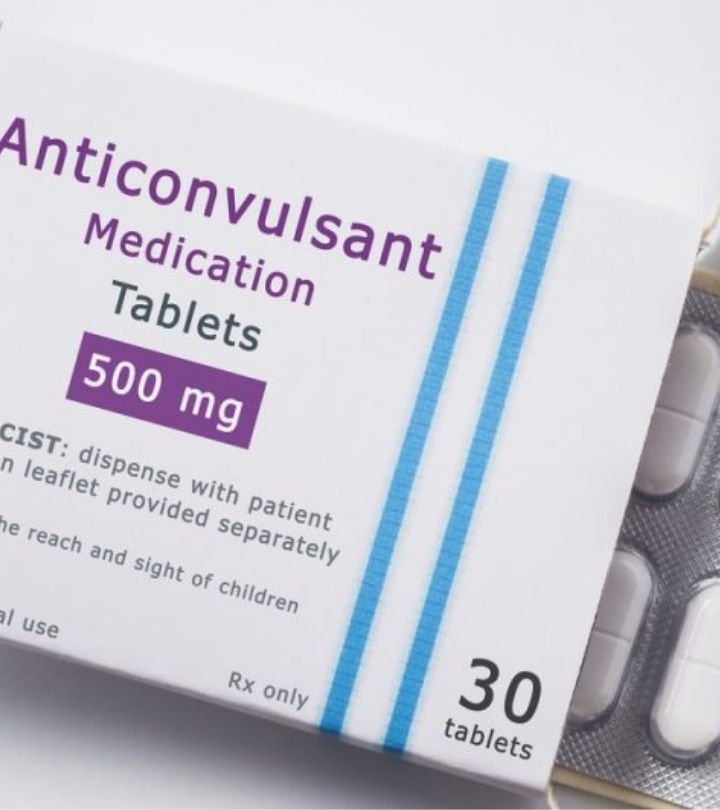 Anticonvulsant
Medication
Tablets
500 mg
CIST: dispense with patient
n leaflet provided separately
he reach and sight of children
al use
Rx only
30
tablets